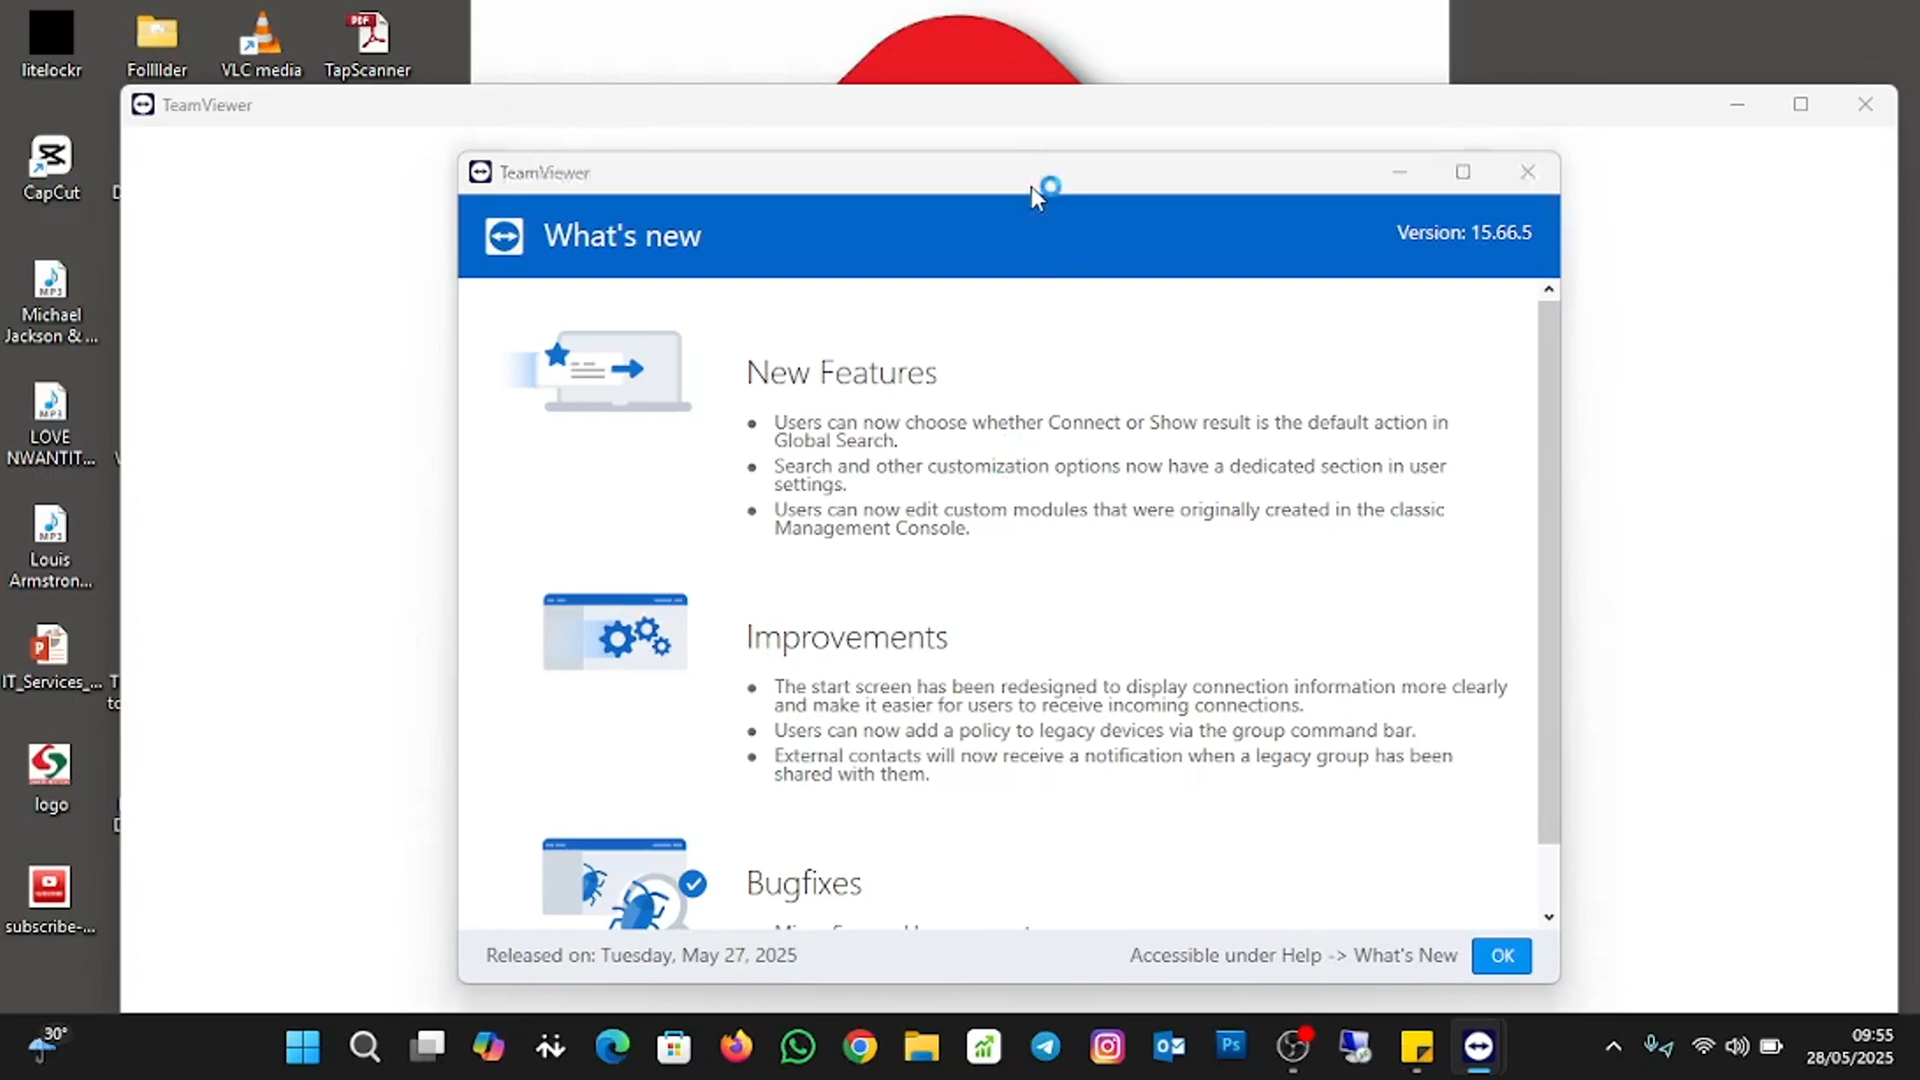 litelockr
Follllder
VLC media
TapScanner
TeamViewer
CapCut
TeamViewer
What's new
Version: 15.66.5
Michael
Jackson & ...
New Features
Users can now choose whether Connect or Show result is the default action in
Global Search.
Search and other customization options now have a dedicated section in user
settings.
Users can now edit custom modules that were originally created in the classic
Management Console.
LOVE
NWANTIT...
Louis
Armstron...
Improvements
The start screen has been redesigned to display connection information more clearly
and make it easier for users to receive incoming connections.
Users can now add a policy to legacy devices via the group command bar.
External contacts will now receive a notification when a legacy group has been
shared with them.
IT_Services_...
logo
Bugfixes
subscribe-...
Released on: Tuesday, May 27, 2025
Accessible under Help -> What's New
OK
30°
09:55
28/05/2025